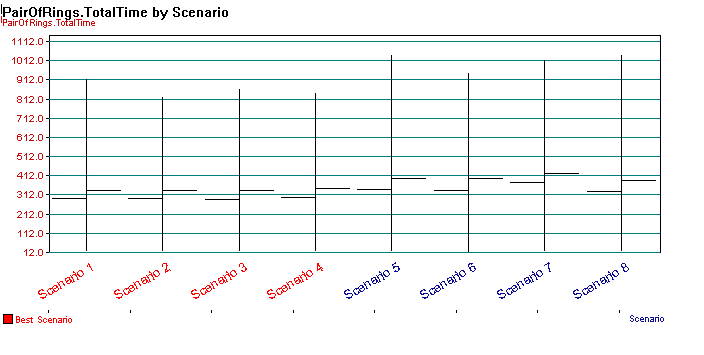 PairOfRings.TotalTime by Scenario
PairOfRings.TotalTime
1112.0
1012.0
912.0
812.0
712.0
612.0
512.0
412.0
312.0
212.0
112.0
12.0
Scenario 1
Scenario 2
Scenario 3
Scenario 4
Scenario 5
Scenario 6
Scenario 7
Scenario 8
Best Scenario
Scenario